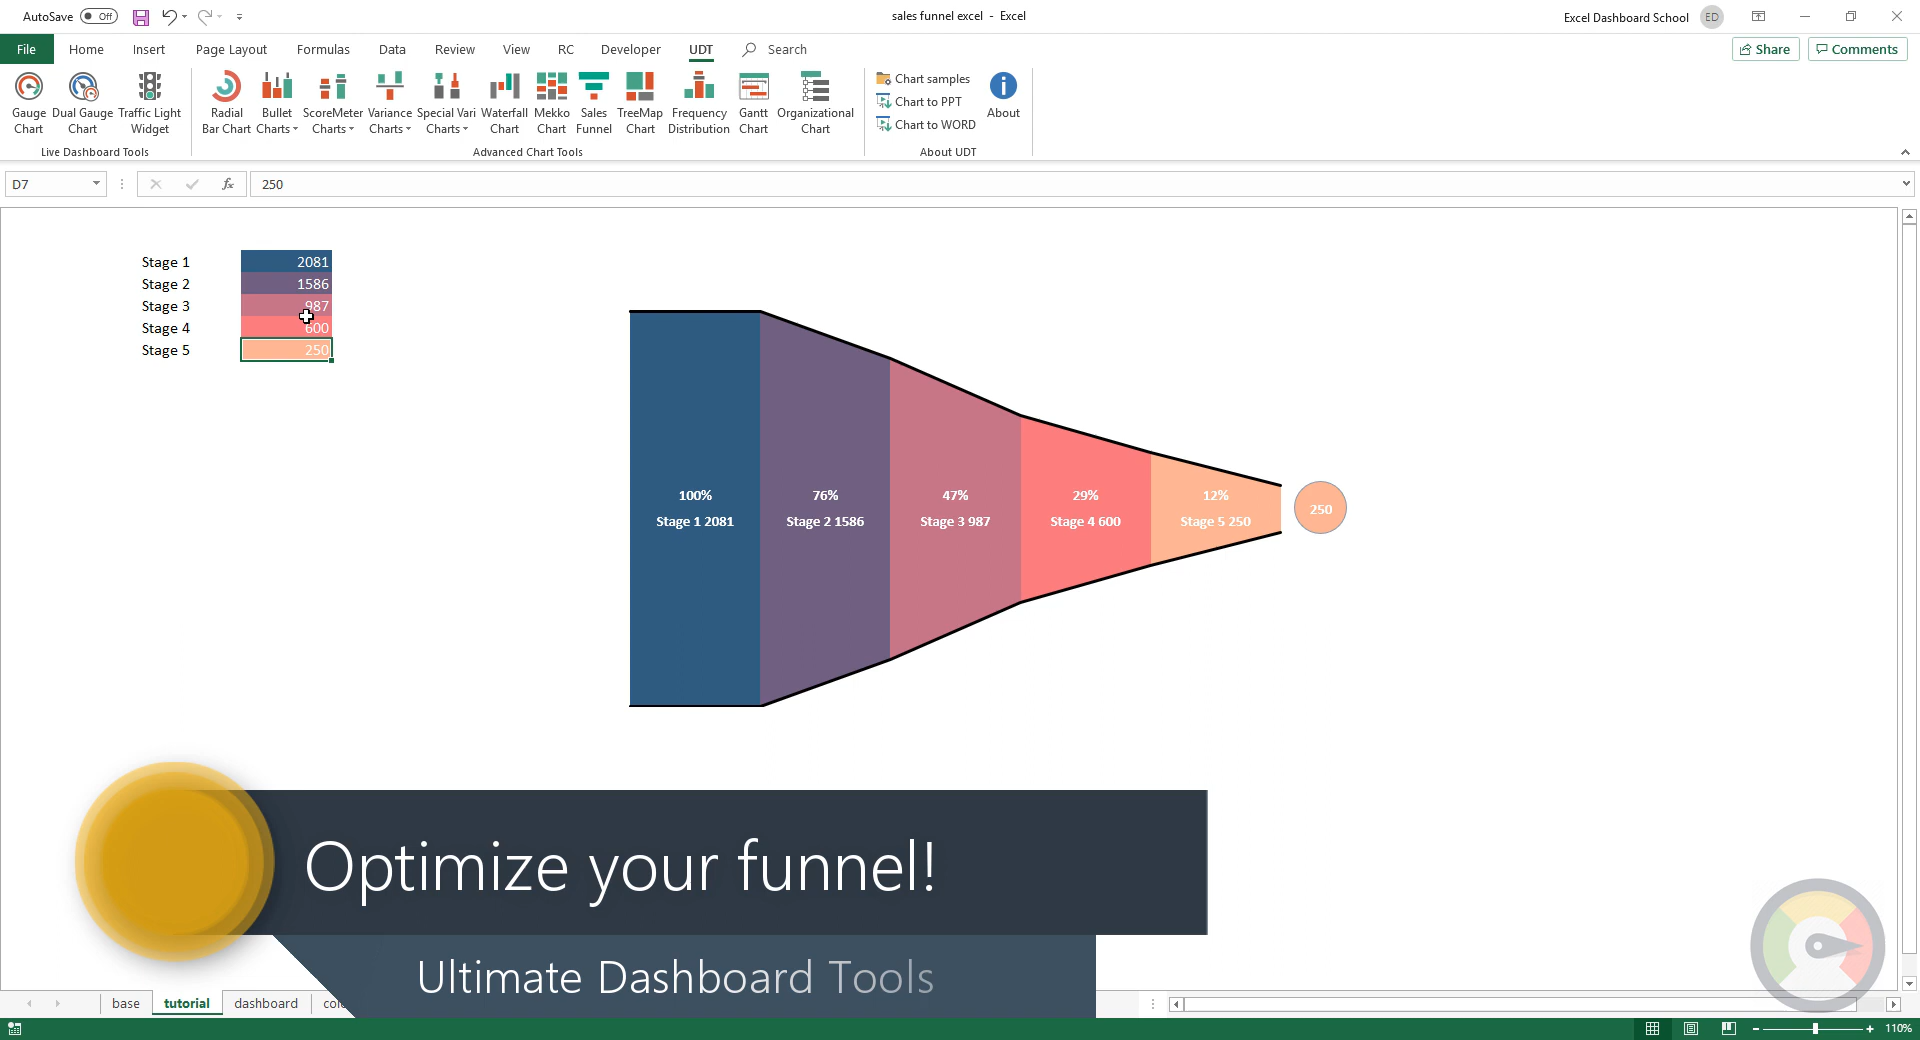 AutoSave Off
sales funnel excel - Excel
Excel Dashboard School ED
File Home Insert Page Layout Formulas Data Review View RC Developer UDT Search
Share Comments
Gauge Chart
Dual Gauge Chart
Traffic Light Widget
Live Dashboard Tools
Radial Bar Chart
Bullet Charts
ScoreMeter Charts
Variance Charts
Special Vari Charts
Waterfall Chart
Mekko Chart
Sales Funnel
TreeMap Chart
Frequency Distribution
Gantt Chart
Organizational Chart
Advanced Chart Tools
Chart samples
Chart to PPT
Chart to WORD
About
About UDT
D7 fx 250
Stage 1 2081
Stage 2 1586
Stage 3 987
Stage 4 600
Stage 5 250
100% 76% 47% 29% 12%
Stage 1 2081 Stage 2 1586 Stage 3 987 Stage 4 600 Stage 5 250
250
Optimize your funnel!
Ultimate Dashboard Tools
base tutorial dashboard
110%